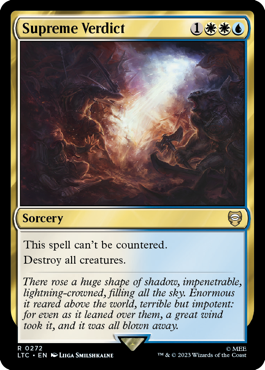 Supreme Verdict 1
Sorcery
This spell can't be countered.
Destroy all creatures.
There rose a huge shape of shadow, impenetrable,
lightning-crowned, filling all the sky. Enormous
it reared above the world, terrible but impotent:
for even as it leaned over them, a great wind
took it, and it was all blown away.
R 0272
LTC • EN Liiga Smilshkalne
© MEE
™ & © 2023 Wizards of the Coast